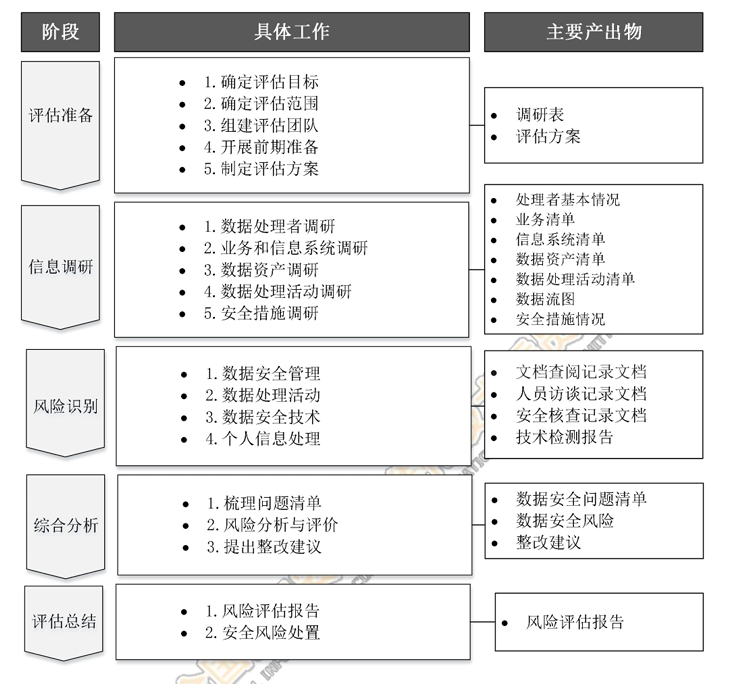 阶段
具体工作
主要产出物
评估准备
• 1.确定评估目标
• 2.确定评估范围
• 3.组建评估团队
• 4.开展前期准备
• 5.制定评估方案
• 调研表
• 评估方案
信息调研
• 1.数据处理者调研
• 2.业务和信息系统调研
• 3.数据资产调研
• 4.数据处理活动调研
• 5.安全措施调研
• 处理者基本情况
• 业务清单
• 信息系统清单
• 数据资产清单
• 数据处理活动清单
• 数据流图
• 安全措施情况
风险识别
• 1.数据安全管理
• 2.数据处理活动
• 3.数据安全技术
• 4.个人信息处理
• 文档查阅记录文档
• 人员访谈记录文档
• 安全核查记录文档
• 技术检测报告
综合分析
• 1.梳理问题清单
• 2.风险分析与评价
• 3.提出整改建议
• 数据安全问题清单
• 数据安全风险
• 整改建议
评估总结
• 1.风险评估报告
• 2.安全风险处置
• 风险评估报告